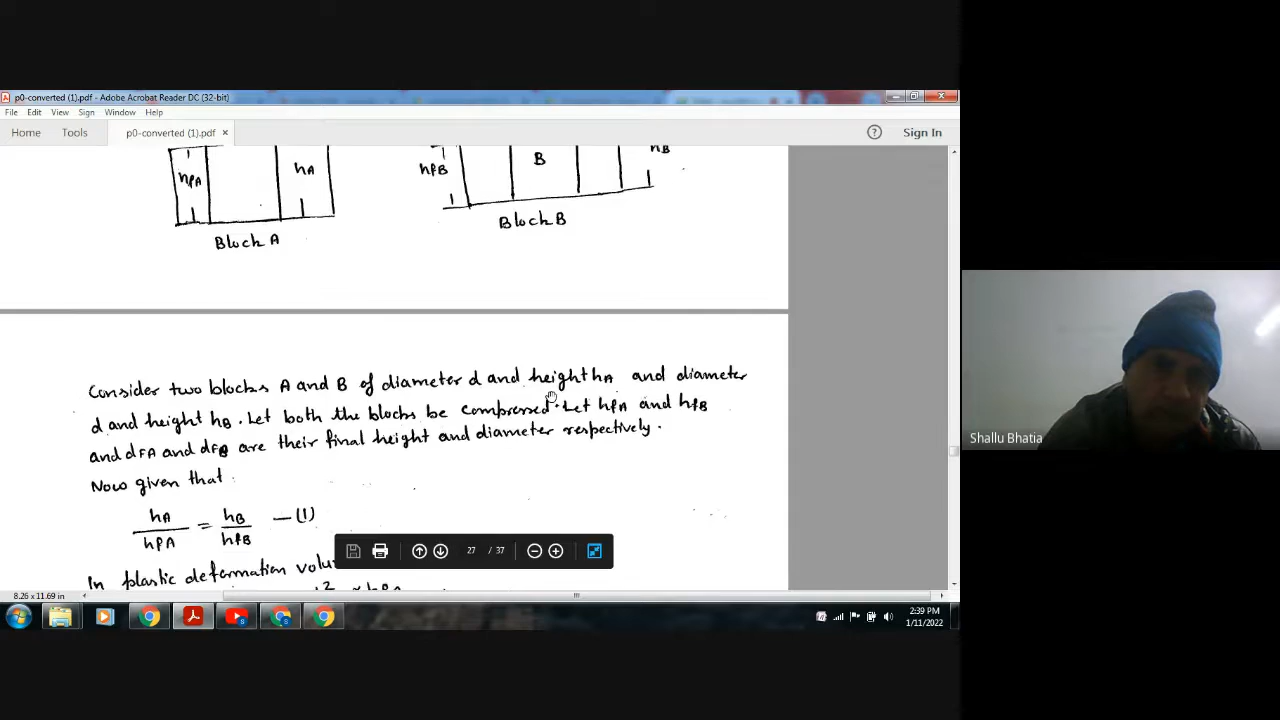 p0-converted (1).pdf - Adobe Acrobat Reader DC (32-bit)
File Edit View Sign Window Help
Home Tools p0-converted (1).pdf × ? Sign In
hfA hA
Block A
hfB B hB
Block B
Consider two blocks A and B of diameter d and height hA and diameter
d and height hB. Let both the blocks be compressed. Let hfA and hfB
and dFA and dFB are their final height and diameter respectively.
Now given that
hA/hfA = hB/hfB — (1)
In plastic deformation
27 / 37
8.26 x 11.69 in
2:39 PM
1/11/2022
Shallu Bhatia